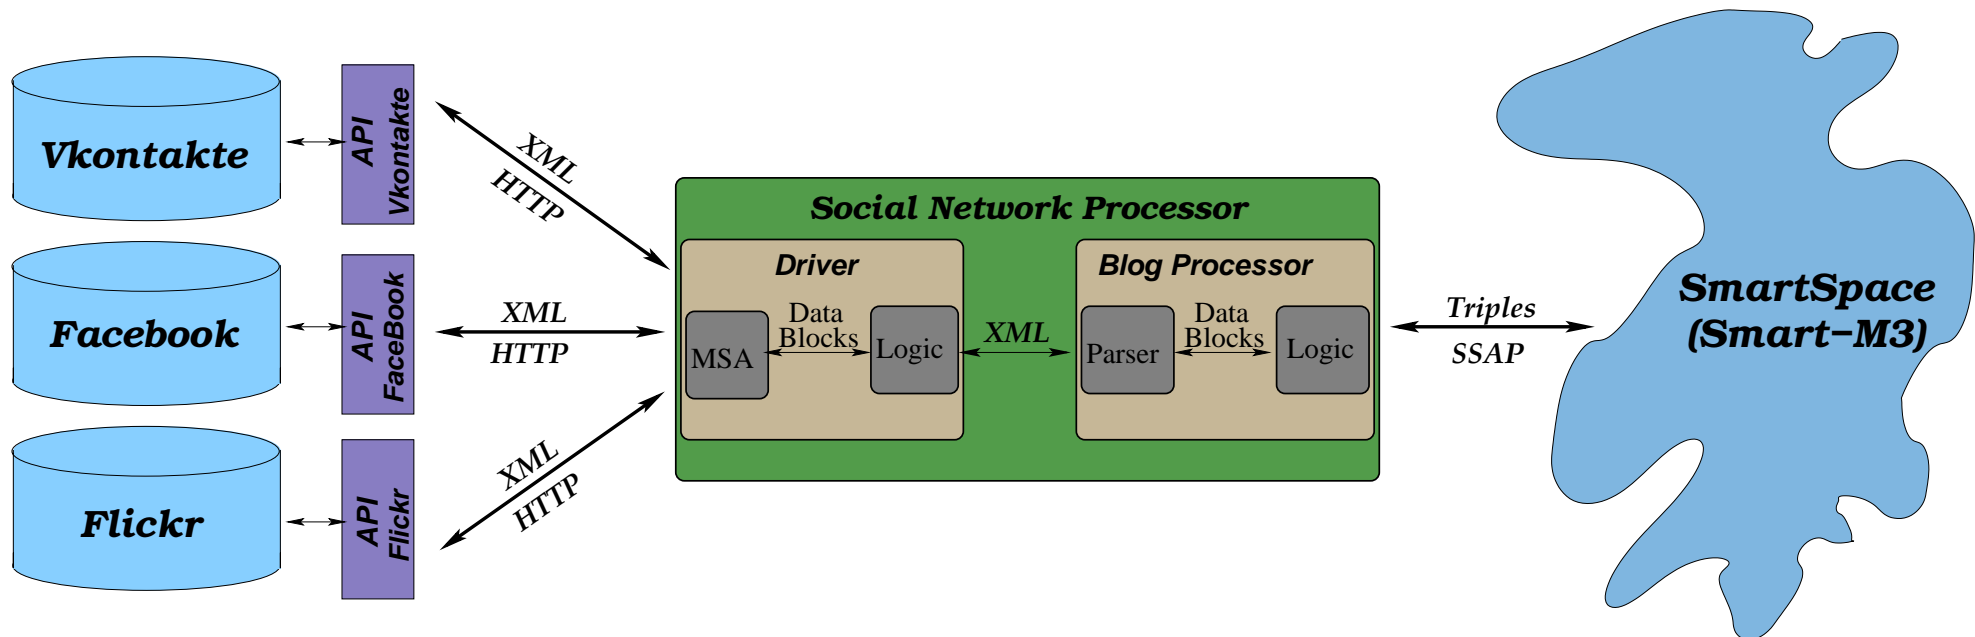 Vkontakte
API
Vkontakte
XML
HTTP
Facebook
API
FaceBook
XML
HTTP
Flickr
API
Flickr
XML
HTTP
Social Network Processor
Driver
MSA
Data
Blocks
Logic
XML
Blog Processor
Parser
Data
Blocks
Logic
Triples
SSAP
SmartSpace
(Smart−M3)